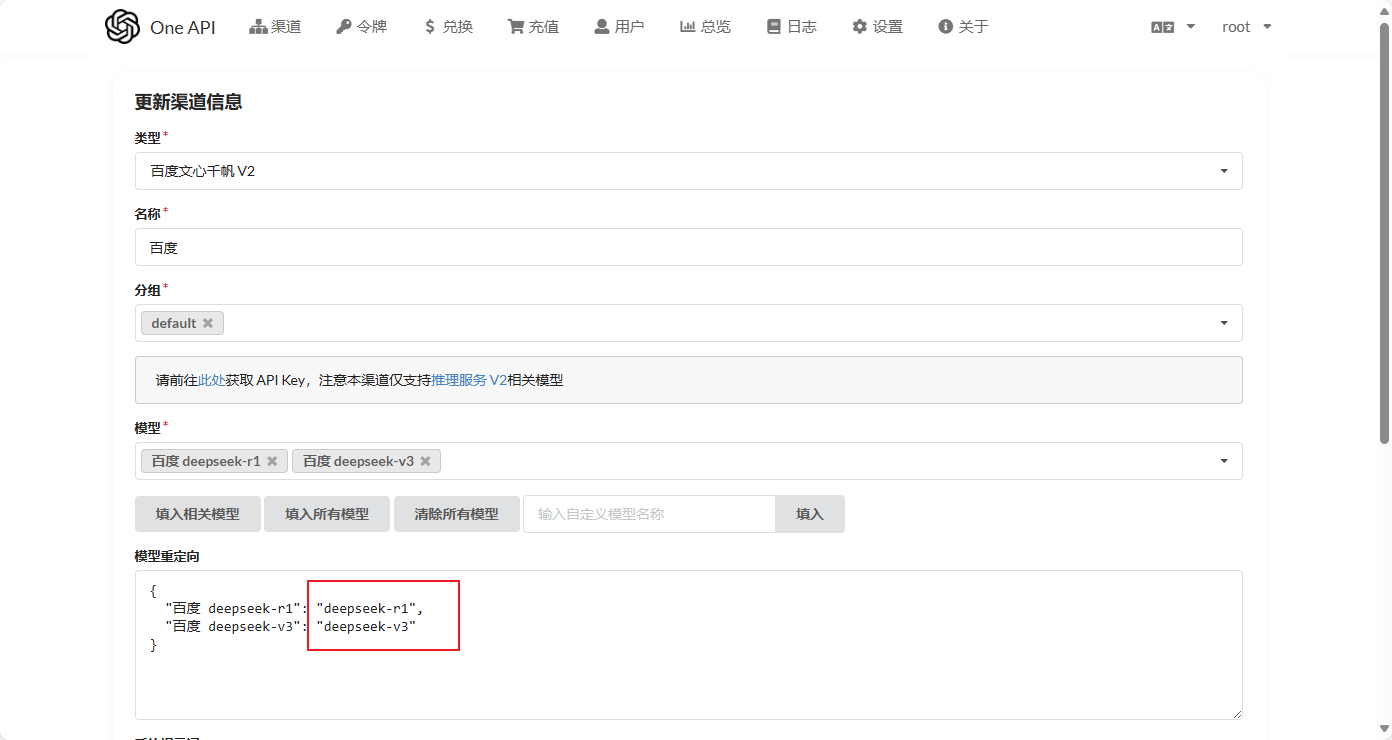 One API 渠道 令牌 兑换 充值 用户 总览 日志 设置 关于 root
更新渠道信息
类型*
百度文心千帆 V2
名称*
百度
分组*
default
请前往此处获取 API Key，注意本渠道仅支持推理服务 V2相关模型
模型*
百度 deepseek-r1 百度 deepseek-v3
填入相关模型 填入所有模型 清除所有模型 输入自定义模型名称 填入
模型重定向
{
"百度 deepseek-r1": "deepseek-r1",
"百度 deepseek-v3": "deepseek-v3"
}